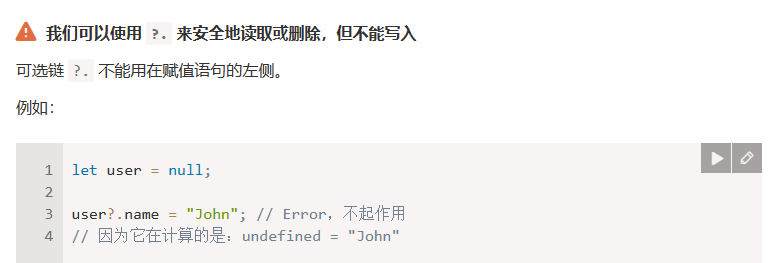 我们可以使用 ?. 来安全地读取或删除，但不能写入
可选链 ?. 不能用在赋值语句的左侧。
例如：
1 let user = null;
2
3 user?.name = "John"; // Error，不起作用
4 // 因为它在计算的是：undefined = "John"